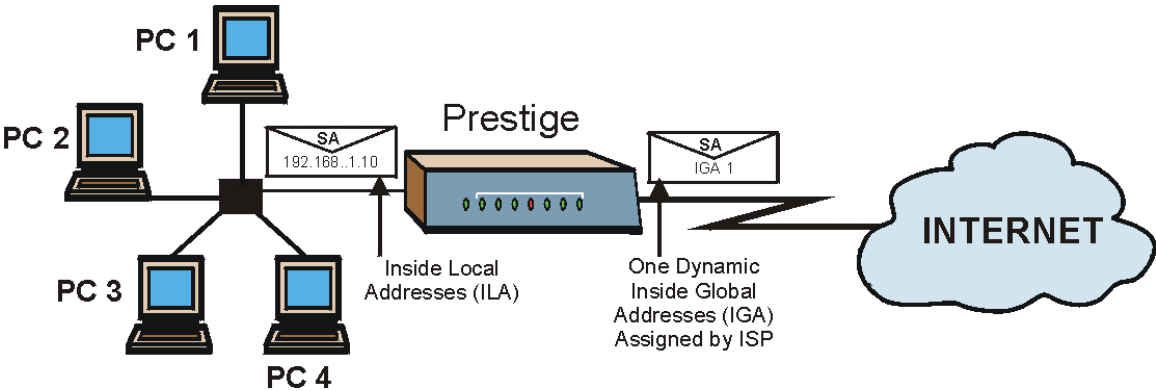 PC 1
PC 2
PC 3
PC 4
SA
192.168..1.10
Prestige
SA
IGA 1
Inside Local
Addresses (ILA)
One Dynamic
Inside Global
Addresses (IGA)
Assigned by ISP
INTERNET